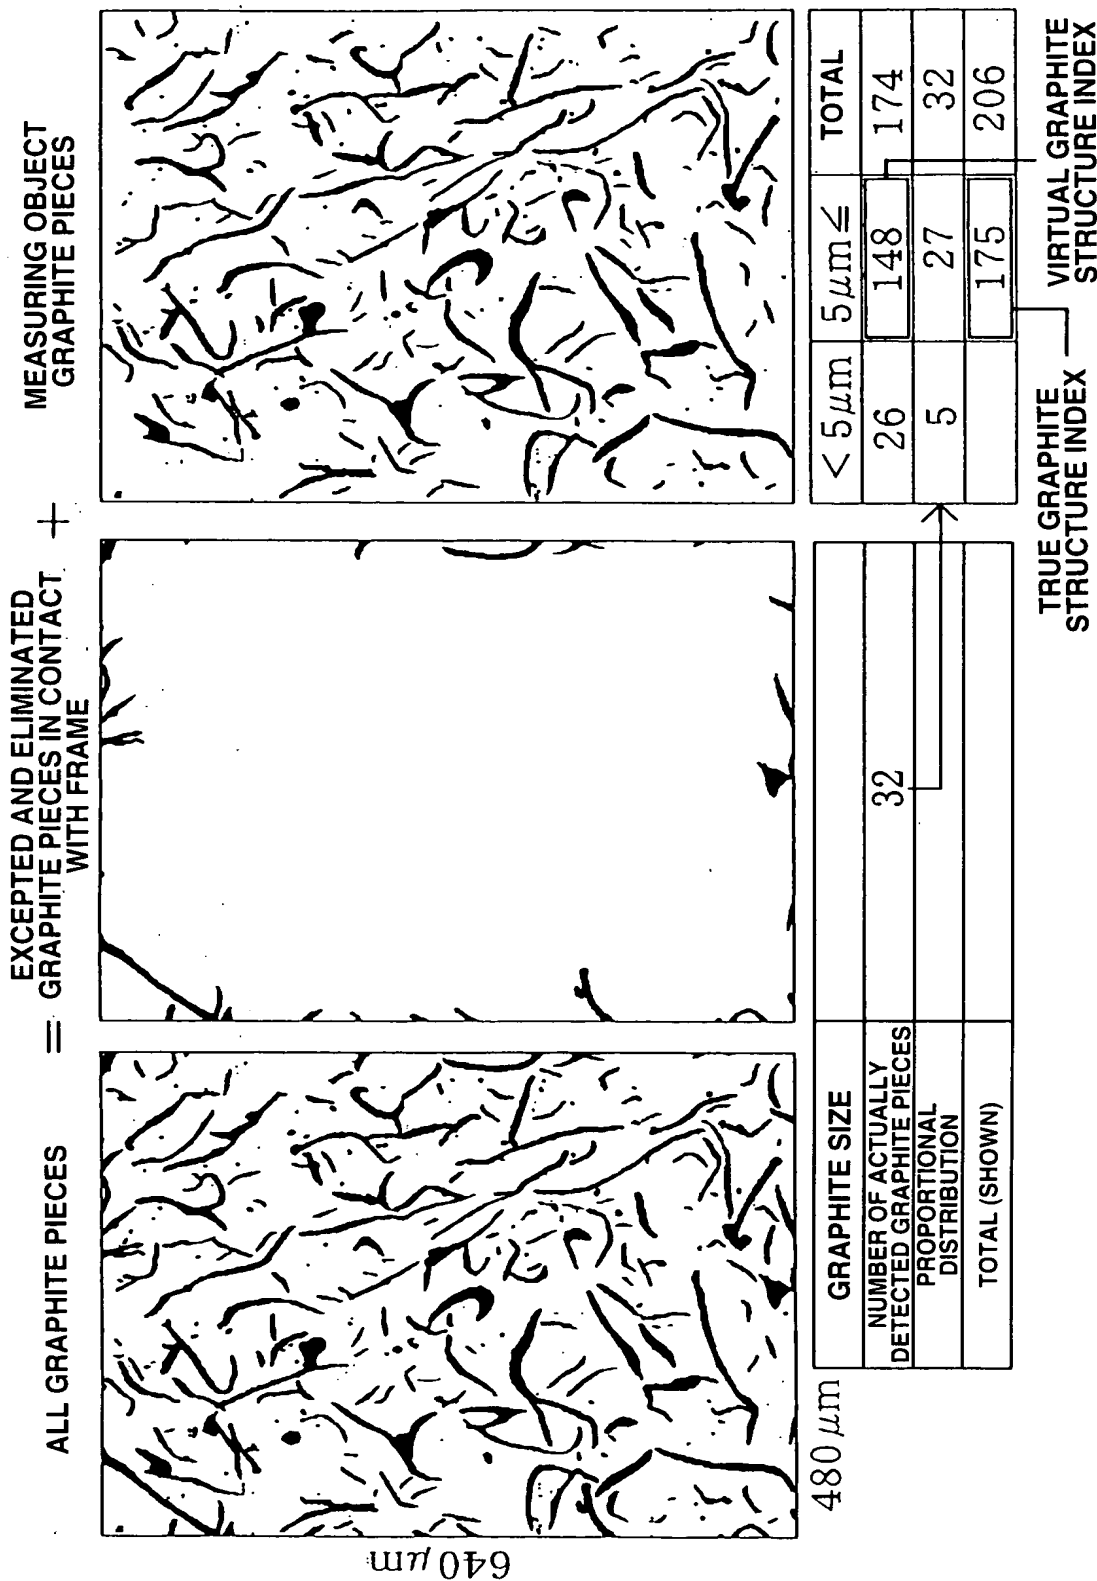 ALL GRAPHITE PIECES
=
EXCEPTED AND ELIMINATED
GRAPHITE PIECES IN CONTACT
WITH FRAME
+
MEASURING OBJECT
GRAPHITE PIECES
640μm
480μm
GRAPHITE SIZE <5μm 5μm≦ TOTAL
NUMBER OF ACTUALLY
DETECTED GRAPHITE PIECES 32 26 148 174
PROPORTIONAL
DISTRIBUTION 5 27 32
TOTAL (SHOWN) 175 206
TRUE GRAPHITE
STRUCTURE INDEX
VIRTUAL GRAPHITE
STRUCTURE INDEX